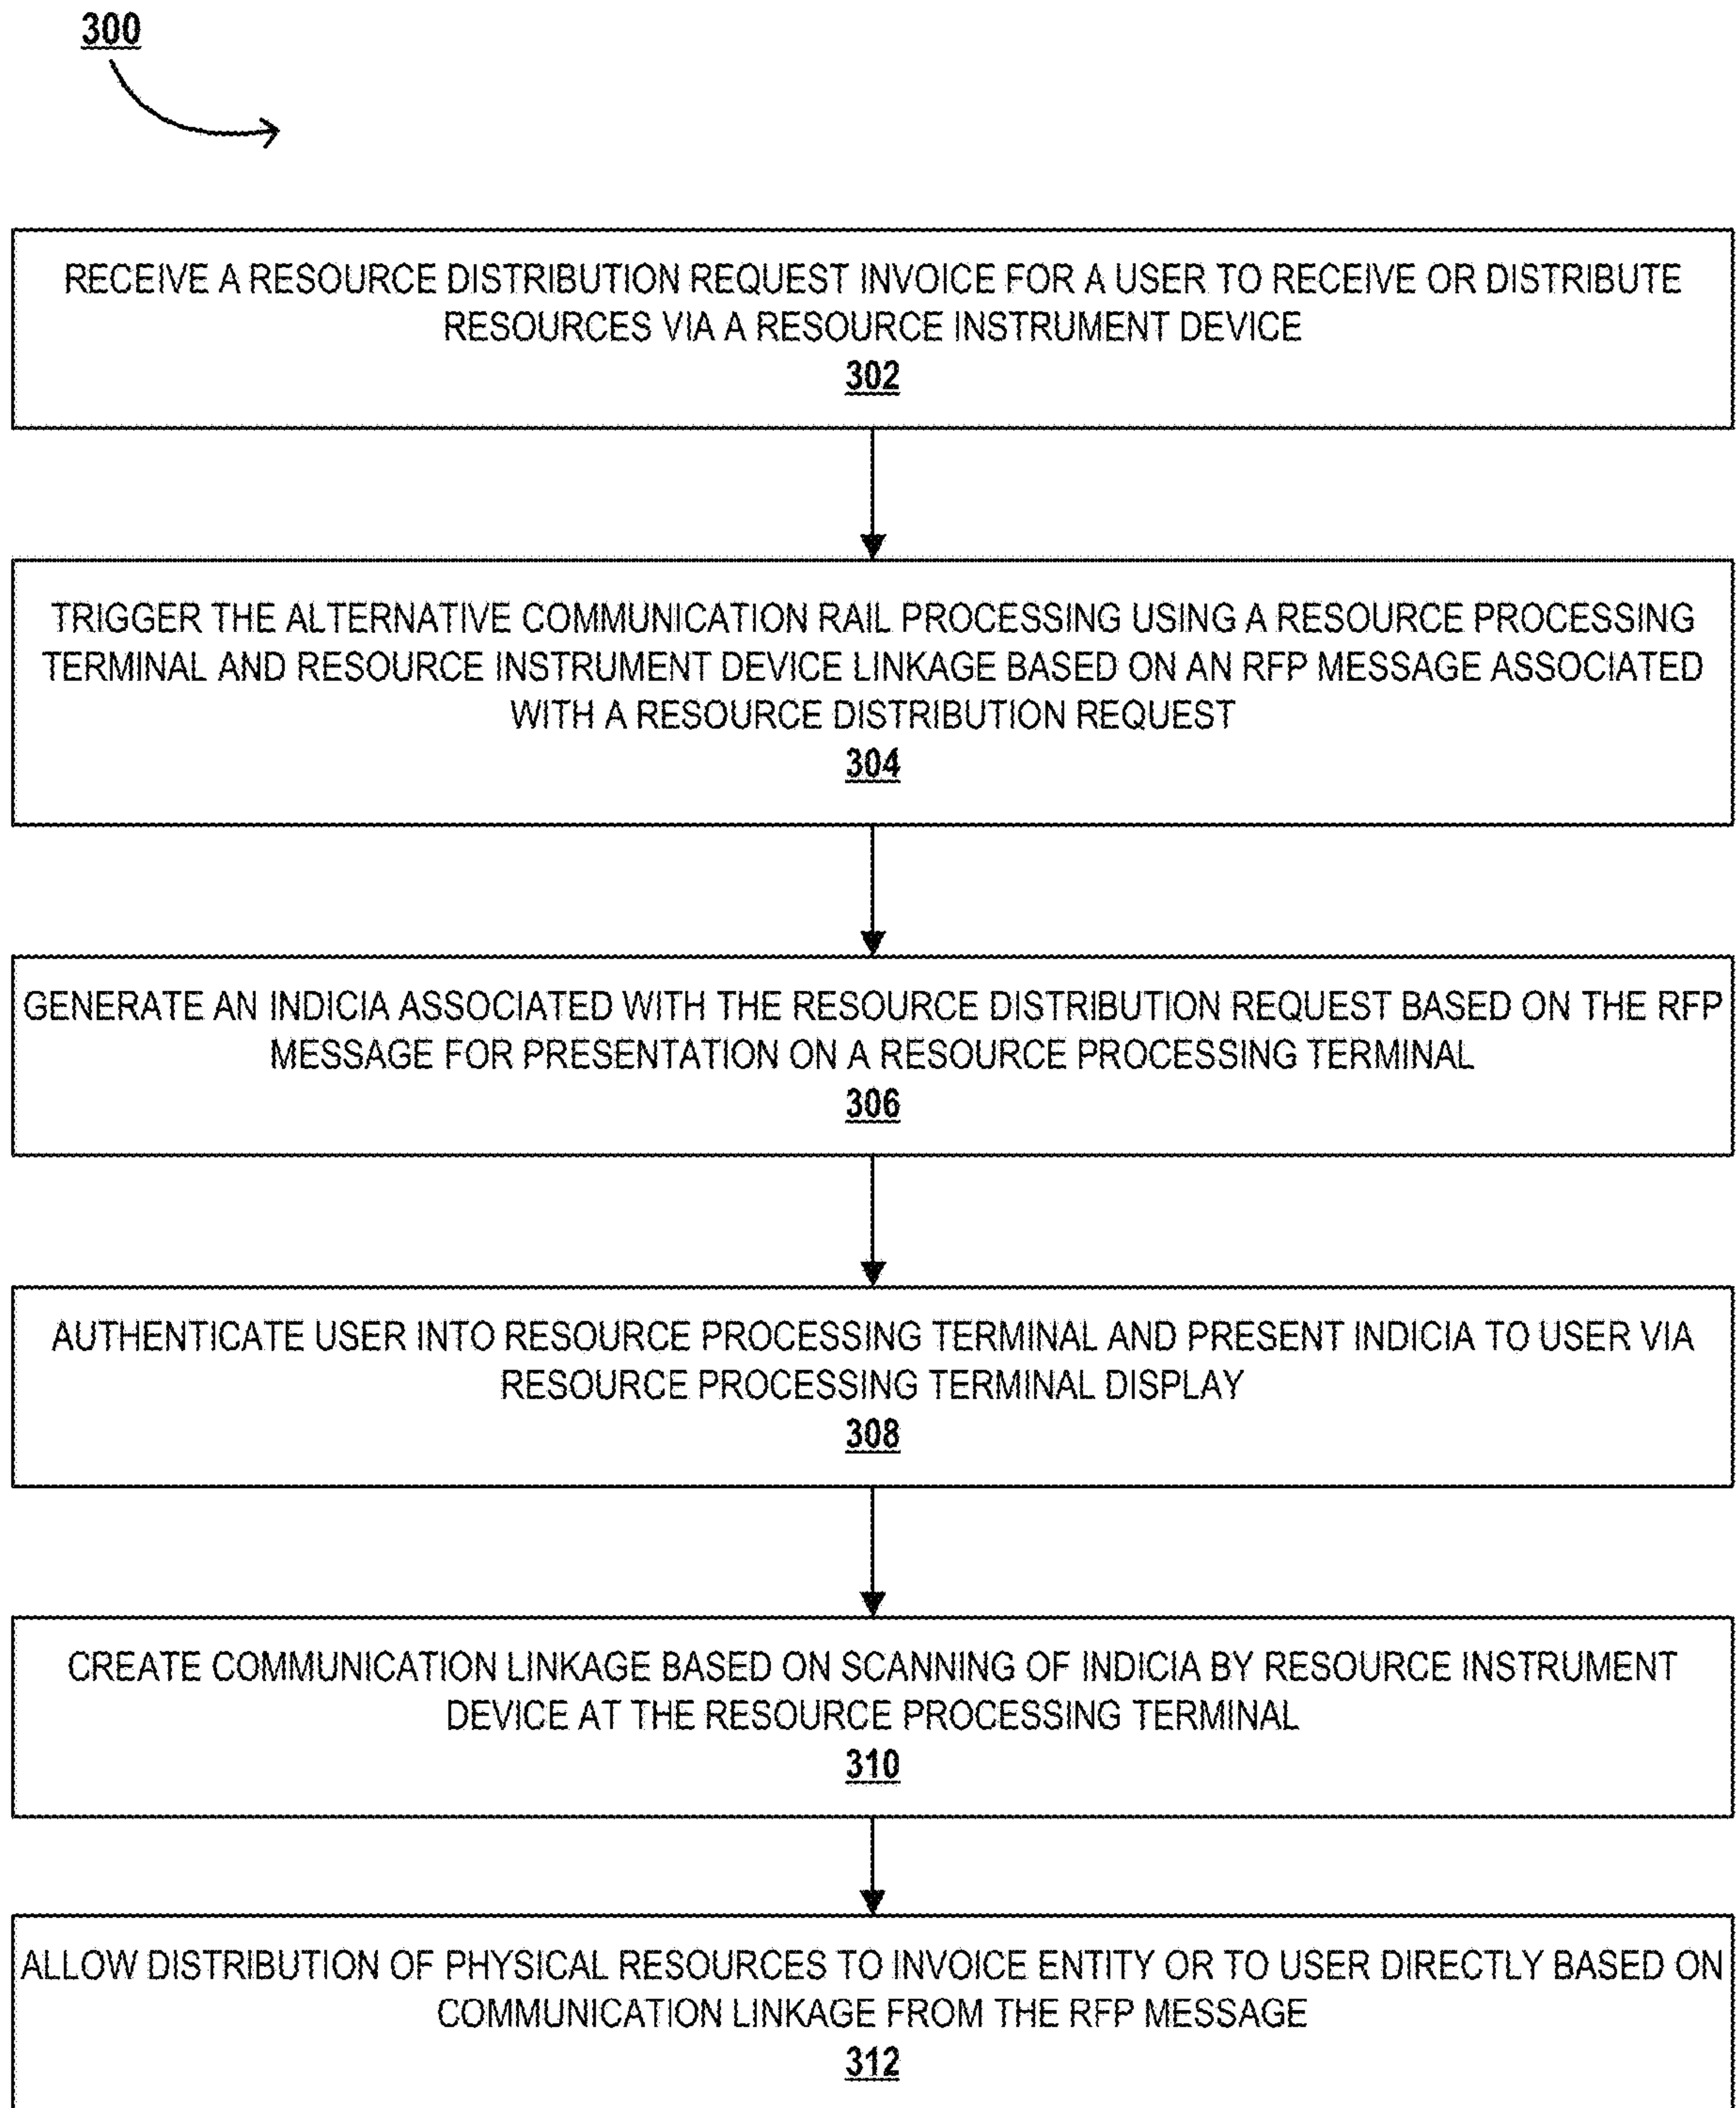 300
RECEIVE A RESOURCE DISTRIBUTION REQUEST INVOICE FOR A USER TO RECEIVE OR DISTRIBUTE
RESOURCES VIA A RESOURCE INSTRUMENT DEVICE
302
TRIGGER THE ALTERNATIVE COMMUNICATION RAIL PROCESSING USING A RESOURCE PROCESSING
TERMINAL AND RESOURCE INSTRUMENT DEVICE LINKAGE BASED ON AN RFP MESSAGE ASSOCIATED
WITH A RESOURCE DISTRIBUTION REQUEST
304
GENERATE AN INDICIA ASSOCIATED WITH THE RESOURCE DISTRIBUTION REQUEST BASED ON THE RFP
MESSAGE FOR PRESENTATION ON A RESOURCE PROCESSING TERMINAL
306
AUTHENTICATE USER INTO RESOURCE PROCESSING TERMINAL AND PRESENT INDICIA TO USER VIA
RESOURCE PROCESSING TERMINAL DISPLAY
308
CREATE COMMUNICATION LINKAGE BASED ON SCANNING OF INDICIA BY RESOURCE INSTRUMENT
DEVICE AT THE RESOURCE PROCESSING TERMINAL
310
ALLOW DISTRIBUTION OF PHYSICAL RESOURCES TO INVOICE ENTITY OR TO USER DIRECTLY BASED ON
COMMUNICATION LINKAGE FROM THE RFP MESSAGE
312